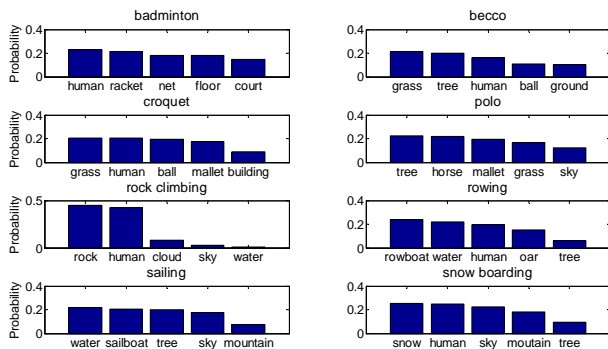 badminton
becco
Probability
0.4
0.2
0
human racket net floor court
0.4
0.2
0
grass tree human ball ground
croquet
polo
Probability
0.4
0.2
0
grass human ball mallet building
0.4
0.2
0
tree horse mallet grass sky
rock climbing
rowing
Probability
0.5
0
rock human cloud sky water
0.4
0.2
0
rowboat water human oar tree
sailing
snow boarding
Probability
0.4
0.2
0
water sailboat tree sky mountain
0.4
0.2
0
snow human sky moutain tree